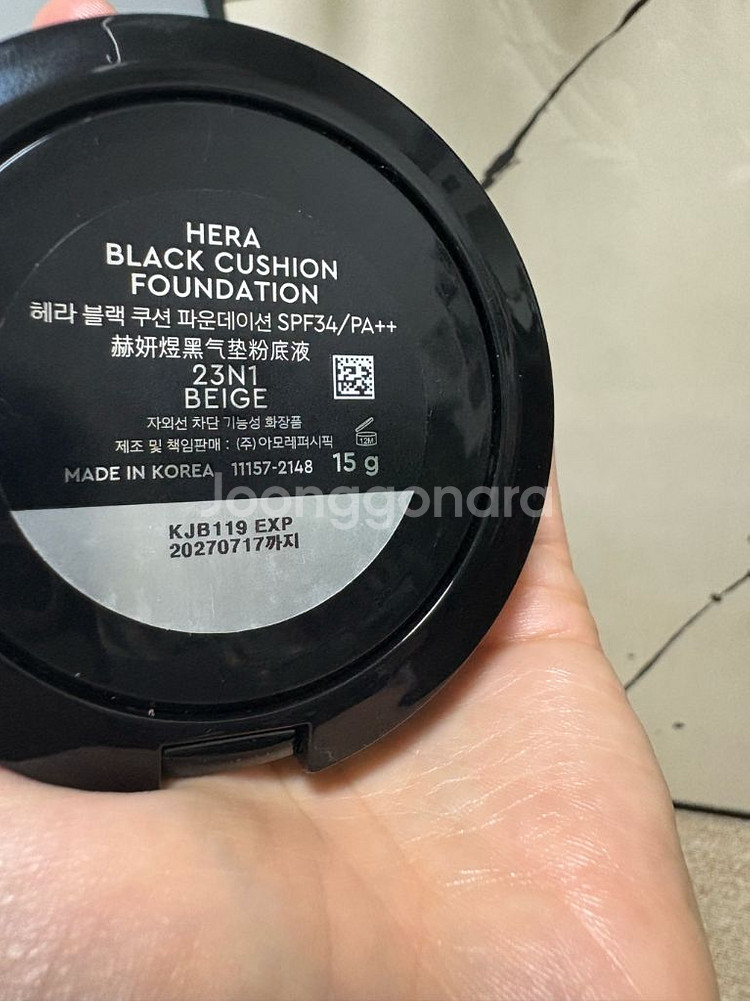 HERA
BLACK CUSHION
FOUNDATION
헤라 블랙 쿠션 파운데이션 SPF34/PA++
赫妍煜黑气垫粉底液
23N1
BEIGE
자외선 차단 기능성 화장품
제조 및 책임판매 : (주)아모레퍼시픽
12M
MADE IN KOREA 11157-2148 15 g
Joonggonara
KJB119 EXP
20270717까지